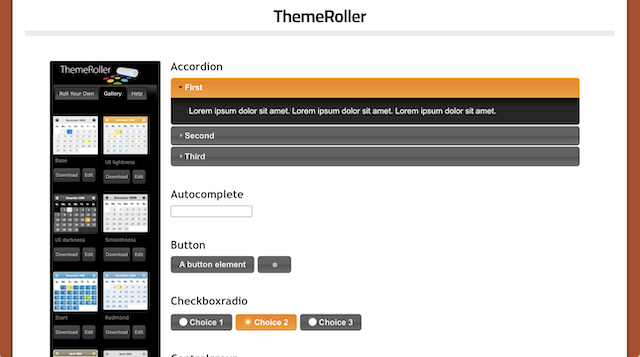 ThemeRoller
ThemeRoller
Roll Your Own Gallery Help
Base UI lightness
Download Edit Download Edit
UI darkness Smoothness
Download Edit Download Edit
Start Redmond
Download Edit Download Edit
Accordion
First
Lorem ipsum dolor sit amet. Lorem ipsum dolor sit amet. Lorem ipsum dolor sit amet.
Second
Third
Autocomplete
Button
A button element
Checkboxradio
Choice 1 Choice 2 Choice 3